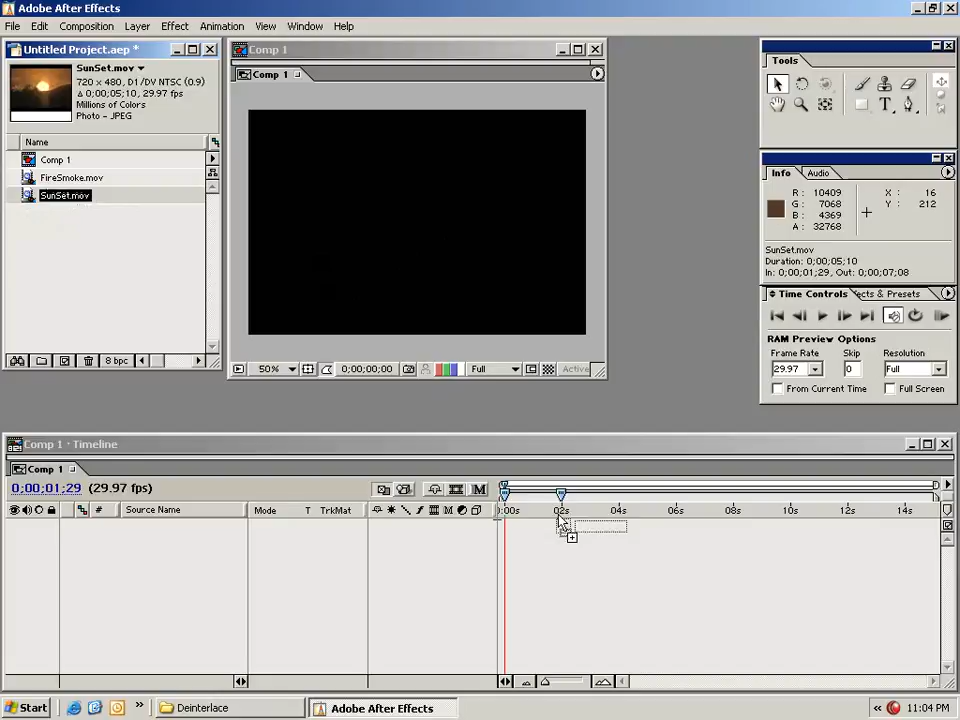 Adobe After Effects
File Edit Composition Layer Effect Animation View Window Help
Untitled Project.aep *
SunSet.mov
720 x 480, D1/DV NTSC (0.9)
Δ 0;00;05;10, 29.97 fps
Millions of Colors
Photo - JPEG
Name
Comp 1
FireSmoke.mov
SunSet.mov
8 bpc
Comp 1
Comp 1
50% 0;00;00;00 Full Active
Tools
T
Info Audio
R : 10409 X : 16
G : 7068 Y : 212
B : 4369
A : 32768
SunSet.mov
Duration: 0;00;05;10
In: 0;00;01;29, Out: 0;00;07;08
Time Controls fects & Presets
RAM Preview Options
Frame Rate Skip Resolution
29.97 0 Full
From Current Time Full Screen
Comp 1 · Timeline
Comp 1
0;00;01;29 (29.97 fps) M
# Source Name Mode T TrkMat M
):00s 02s 04s 06s 08s 10s 12s 14s
Start Deinterlace Adobe After Effects 11:04 PM